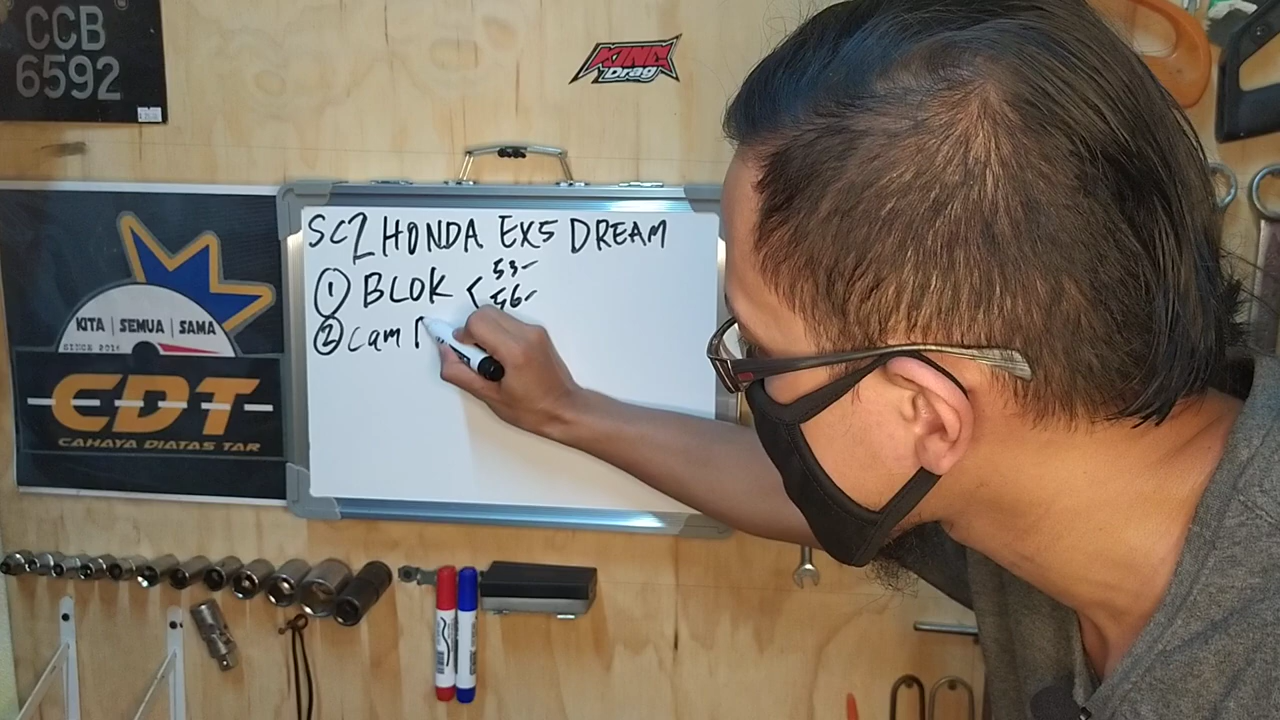 CCB
6592
KING
Drag
SC2 HONDA EX5 DREAM
① BLOK < 53-
56-
② cam
KITA | SEMUA | SAMA
CDT
CAHAYA DIATAS TAR